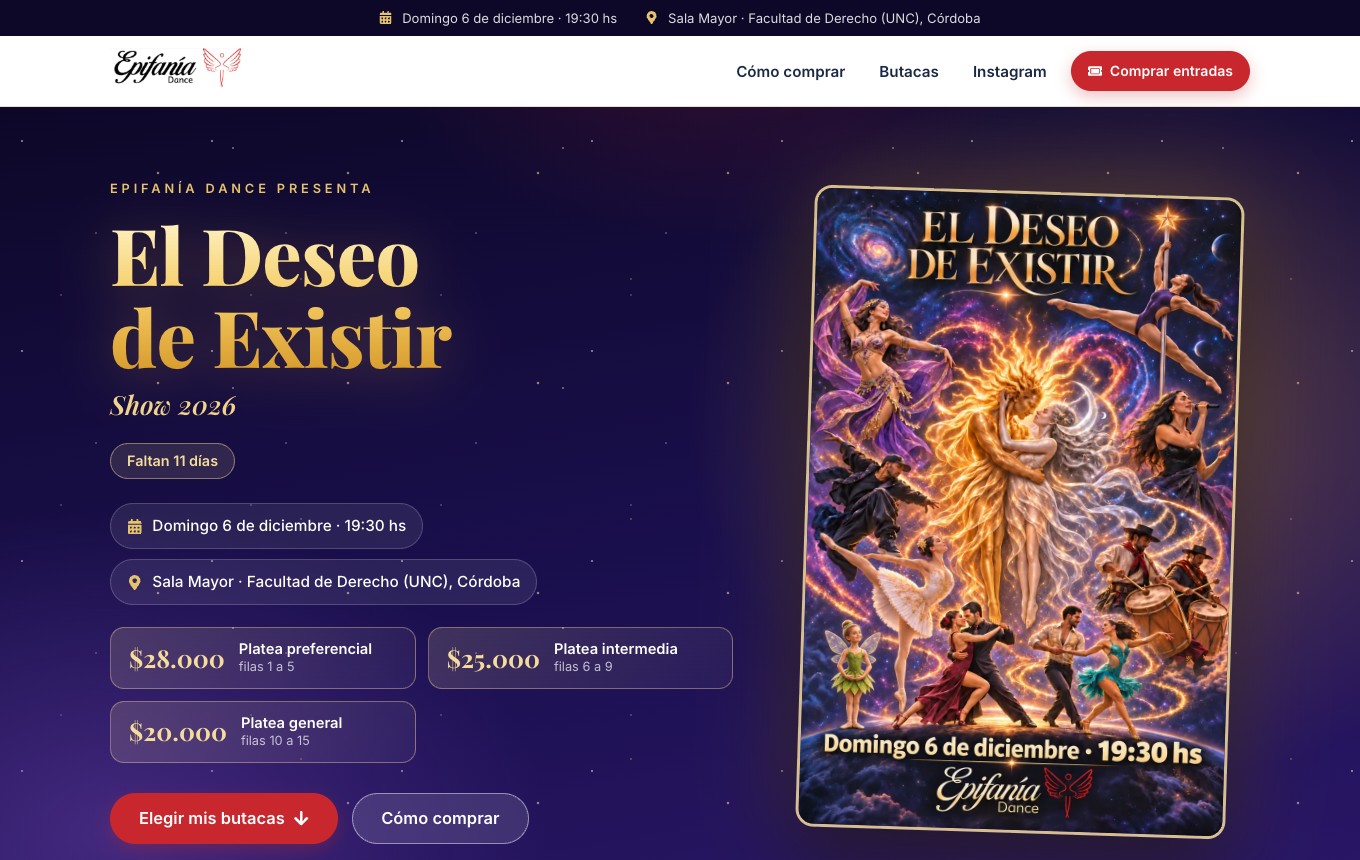 Domingo 6 de diciembre · 19:30 hs
Sala Mayor · Facultad de Derecho (UNC), Córdoba
Epifanía
Dance
Cómo comprar
Butacas
Instagram
Comprar entradas
EPIFANÍA DANCE PRESENTA
El Deseo
de Existir
Show 2026
Faltan 11 días
Domingo 6 de diciembre · 19:30 hs
Sala Mayor · Facultad de Derecho (UNC), Córdoba
$28.000
Platea preferencial
filas 1 a 5
$25.000
Platea intermedia
filas 6 a 9
$20.000
Platea general
filas 10 a 15
Elegir mis butacas
Cómo comprar
EL DESEO
DE EXISTIR
Domingo 6 de diciembre · 19:30 hs
Epifanía
Dance